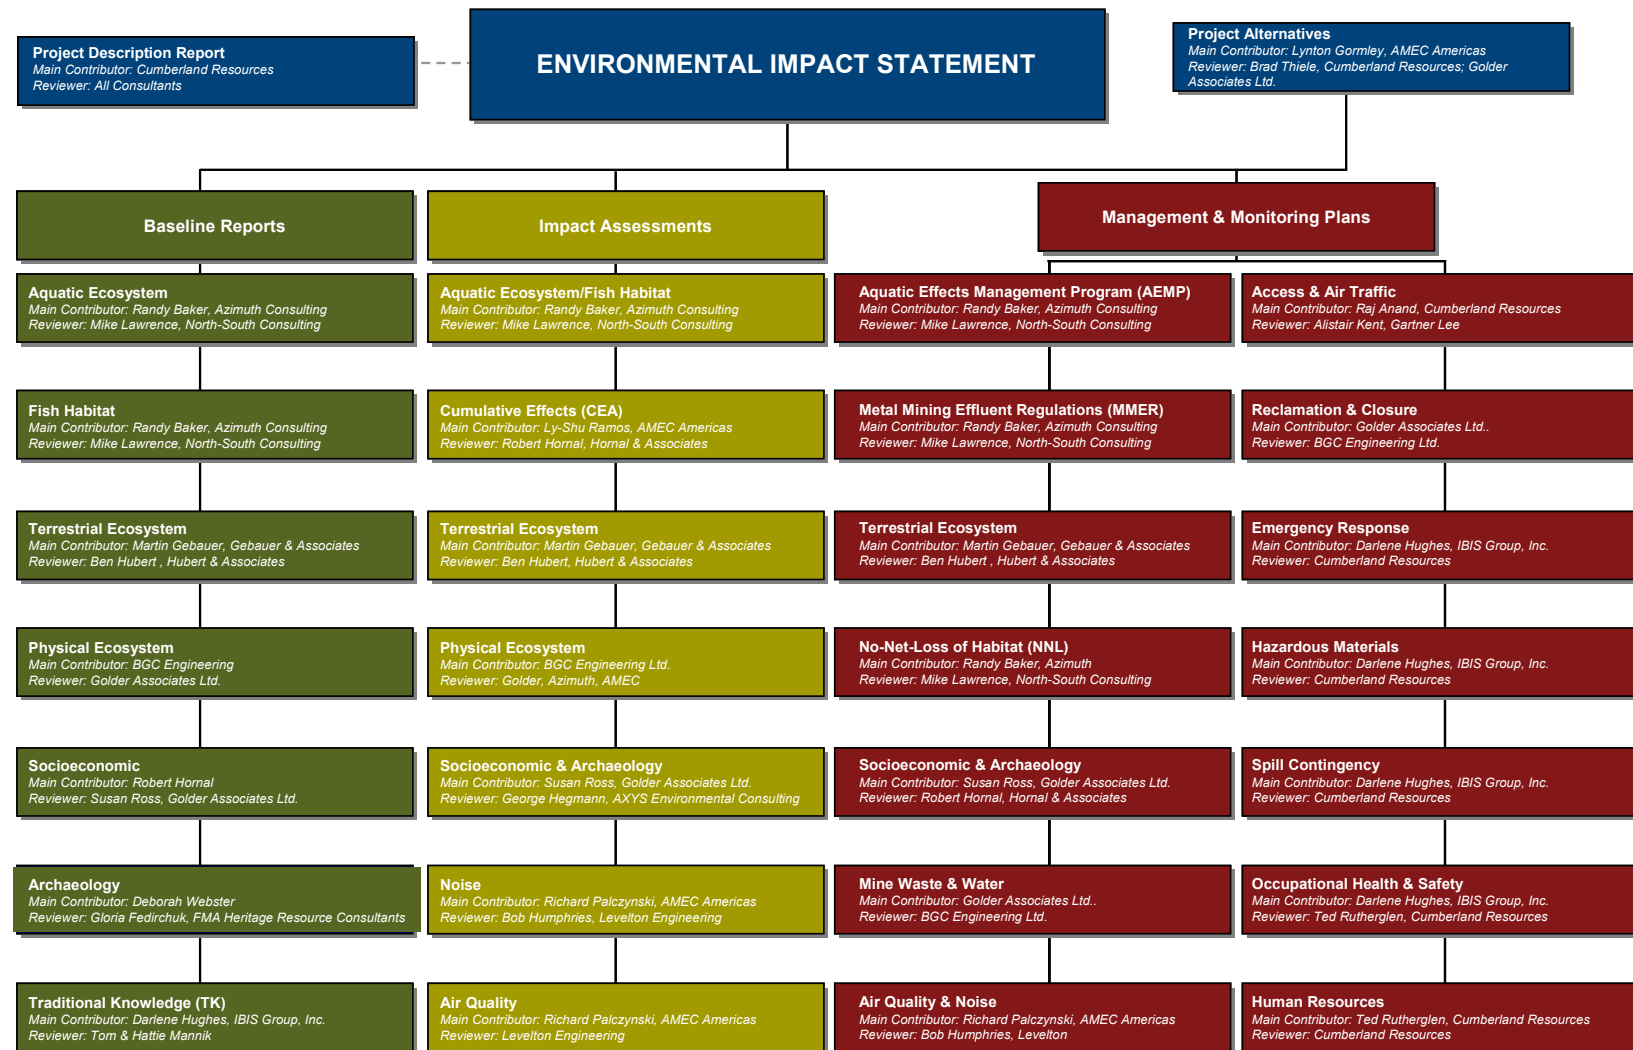 Project Description Report
Main Contributor: Cumberland Resources
Reviewer: All Consultants
ENVIRONMENTAL IMPACT STATEMENT
Project Alternatives
Main Contributor: Lynton Gormley, AMEC Americas
Reviewer: Brad Thiele, Cumberland Resources; Golder
Associates Ltd.
Baseline Reports
Aquatic Ecosystem
Main Contributor: Randy Baker, Azimuth Consulting
Reviewer: Mike Lawrence, North-South Consulting
Fish Habitat
Main Contributor: Randy Baker, Azimuth Consulting
Reviewer: Mike Lawrence, North-South Consulting
Terrestrial Ecosystem
Main Contributor: Martin Gebauer, Gebauer & Associates
Reviewer: Ben Hubert , Hubert & Associates
Physical Ecosystem
Main Contributor: BGC Engineering
Reviewer: Golder Associates Ltd.
Socioeconomic
Main Contributor: Robert Hornal
Reviewer: Susan Ross, Golder Associates Ltd.
Archaeology
Main Contributor: Deborah Webster
Reviewer: Gloria Fedirchuk, FMA Heritage Resource Consultants
Traditional Knowledge (TK)
Main Contributor: Darlene Hughes, IBIS Group, Inc.
Reviewer: Tom & Hattie Mannik
Impact Assessments
Aquatic Ecosystem/Fish Habitat
Main Contributor: Randy Baker, Azimuth Consulting
Reviewer: Mike Lawrence, North-South Consulting
Cumulative Effects (CEA)
Main Contributor: Ly-Shu Ramos, AMEC Americas
Reviewer: Robert Hornal, Hornal & Associates
Terrestrial Ecosystem
Main Contributor: Martin Gebauer, Gebauer & Associates
Reviewer: Ben Hubert, Hubert & Associates
Physical Ecosystem
Main Contributor: BGC Engineering Ltd.
Reviewer: Golder, Azimuth, AMEC
Socioeconomic & Archaeology
Main Contributor: Susan Ross, Golder Associates Ltd.
Reviewer: George Hegmann, AXYS Environmental Consulting
Noise
Main Contributor: Richard Palczynski, AMEC Americas
Reviewer: Bob Humphries, Levelton Engineering
Air Quality
Main Contributor: Richard Palczynski, AMEC Americas
Reviewer: Levelton Engineering
Management & Monitoring Plans
Aquatic Effects Management Program (AEMP)
Main Contributor: Randy Baker, Azimuth Consulting
Reviewer: Mike Lawrence, North-South Consulting
Metal Mining Effluent Regulations (MMER)
Main Contributor: Randy Baker, Azimuth Consulting
Reviewer: Mike Lawrence, North-South Consulting
Terrestrial Ecosystem
Main Contributor: Martin Gebauer, Gebauer & Associates
Reviewer: Ben Hubert , Hubert & Associates
No-Net-Loss of Habitat (NNL)
Main Contributor: Randy Baker, Azimuth
Reviewer: Mike Lawrence, North-South Consulting
Socioeconomic & Archaeology
Main Contributor: Susan Ross, Golder Associates Ltd.
Reviewer: Robert Hornal, Hornal & Associates
Mine Waste & Water
Main Contributor: Golder Associates Ltd..
Reviewer: BGC Engineering Ltd.
Air Quality & Noise
Main Contributor: Richard Palczynski, AMEC Americas
Reviewer: Bob Humphries, Levelton
Access & Air Traffic
Main Contributor: Raj Anand, Cumberland Resources
Reviewer: Alistair Kent, Gartner Lee
Reclamation & Closure
Main Contributor: Golder Associates Ltd..
Reviewer: BGC Engineering Ltd.
Emergency Response
Main Contributor: Darlene Hughes, IBIS Group, Inc.
Reviewer: Cumberland Resources
Hazardous Materials
Main Contributor: Darlene Hughes, IBIS Group, Inc.
Reviewer: Cumberland Resources
Spill Contingency
Main Contributor: Darlene Hughes, IBIS Group, Inc.
Reviewer: Cumberland Resources
Occupational Health & Safety
Main Contributor: Darlene Hughes, IBIS Group, Inc.
Reviewer: Ted Rutherglen, Cumberland Resources
Human Resources
Main Contributor: Ted Rutherglen, Cumberland Resources
Reviewer: Cumberland Resources